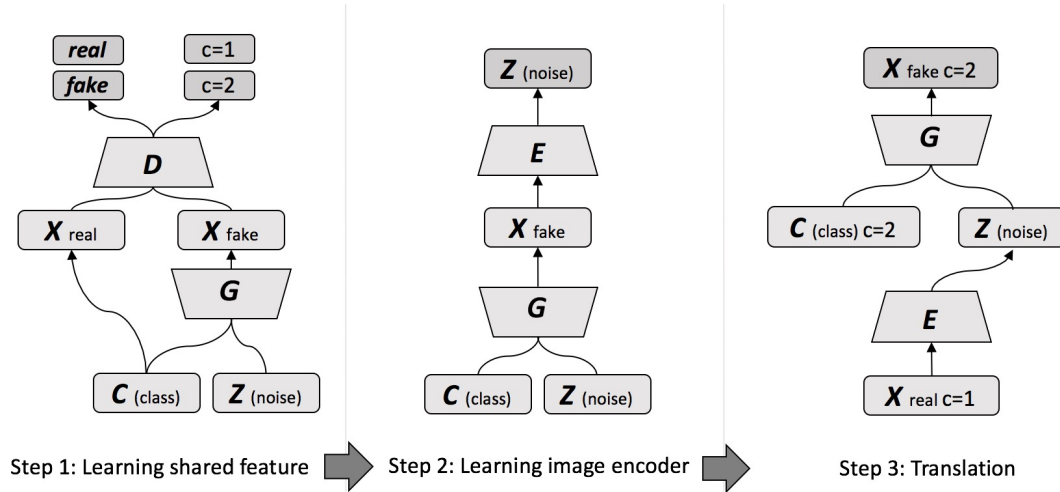 real
c=1
fake
c=2
D
X real
X fake
G
C (class)
Z (noise)
Step 1: Learning shared feature
Z (noise)
E
X fake
G
C (class)
Z (noise)
Step 2: Learning image encoder
X fake c=2
G
C (class) c=2
Z (noise)
E
X real c=1
Step 3: Translation